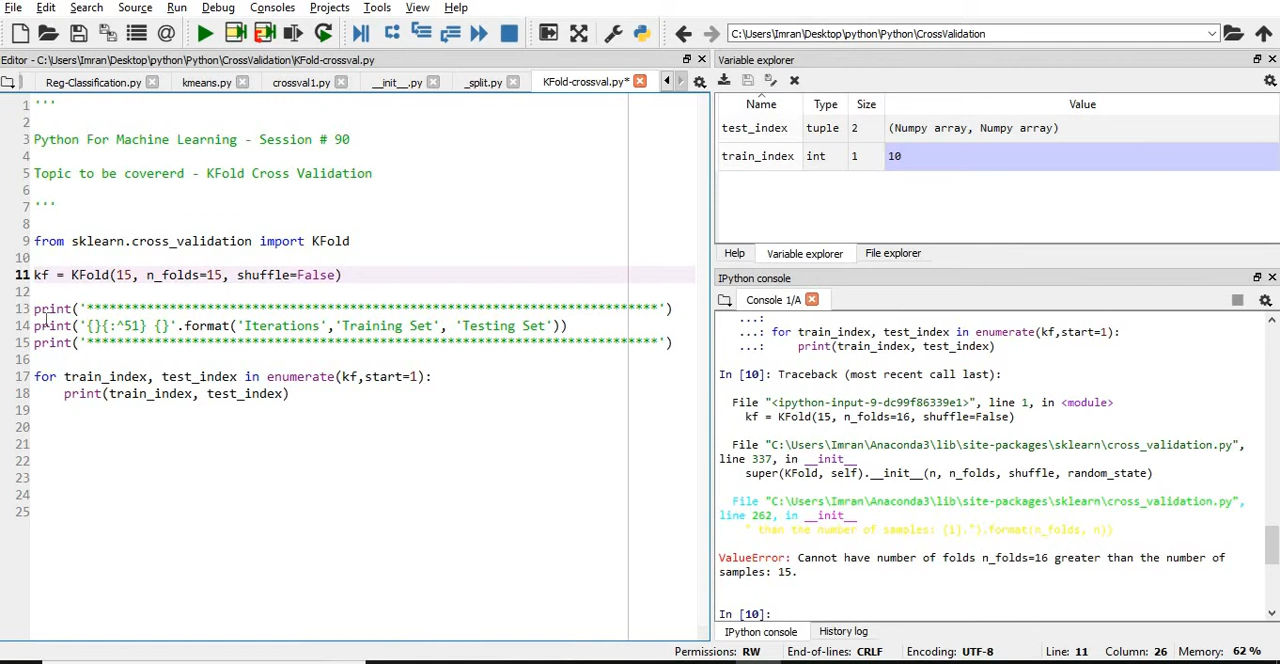 File Edit Search Source Run Debug Consoles Projects Tools View Help
C:\Users\Imran\Desktop\python\Python\CrossValidation
Editor - C:\Users\Imran\Desktop\python\Python\CrossValidation\KFold-crossval.py
Reg-Classification.py kmeans.py crossval1.py __init__.py _split.py KFold-crossval.py*
1 '''
2
3 Python For Machine Learning - Session # 90
4
5 Topic to be covererd - KFold Cross Validation
6
7 '''
8
9 from sklearn.cross_validation import KFold
10
11 kf = KFold(15, n_folds=15, shuffle=False)
12
13 print('****************************************************************************')
14 print('{}{:^51} {}'.format('Iterations','Training Set', 'Testing Set'))
15 print('****************************************************************************')
16
17 for train_index, test_index in enumerate(kf,start=1):
18 print(train_index, test_index)
19
20
21
22
23
24
25
Variable explorer
Name Type Size Value
test_index tuple 2 (Numpy array, Numpy array)
train_index int 1 10
Help Variable explorer File explorer
IPython console
Console 1/A
...:
...: for train_index, test_index in enumerate(kf,start=1):
...: print(train_index, test_index)
In [10]: Traceback (most recent call last):
File "<ipython-input-9-dc99f86339e1>", line 1, in <module>
kf = KFold(15, n_folds=16, shuffle=False)
File "C:\Users\Imran\Anaconda3\lib\site-packages\sklearn\cross_validation.py",
line 337, in __init__
super(KFold, self).__init__(n, n_folds, shuffle, random_state)
File "C:\Users\Imran\Anaconda3\lib\site-packages\sklearn\cross_validation.py",
line 262, in __init__
" than the number of samples: {1}.").format(n_folds, n))
ValueError: Cannot have number of folds n_folds=16 greater than the number of
samples: 15.
In [10]:
IPython console History log
Permissions: RW End-of-lines: CRLF Encoding: UTF-8 Line: 11 Column: 26 Memory: 62 %